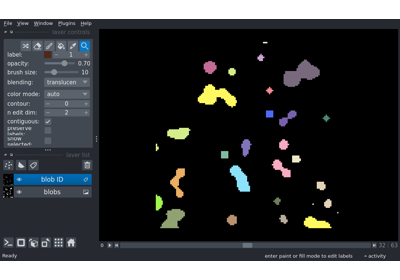 File View Window Plugins Help
layer controls
label: 1
opacity: 0.70
brush size: 10
blending: translucen
color mode: auto
contour: 0
n edit dim: 2
contiguous:
preserve labels:
show selected:
layer list
blob ID
blobs
0 32 63
Ready enter paint or fill mode to edit labels activity